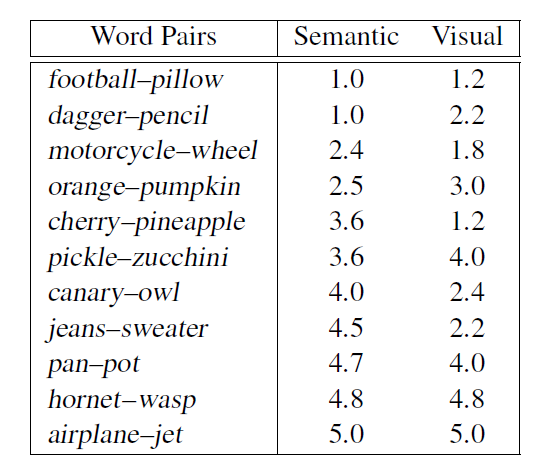 Word Pairs Semantic Visual
football–pillow 1.0 1.2
dagger–pencil 1.0 2.2
motorcycle–wheel 2.4 1.8
orange–pumpkin 2.5 3.0
cherry–pineapple 3.6 1.2
pickle–zucchini 3.6 4.0
canary–owl 4.0 2.4
jeans–sweater 4.5 2.2
pan–pot 4.7 4.0
hornet–wasp 4.8 4.8
airplane–jet 5.0 5.0